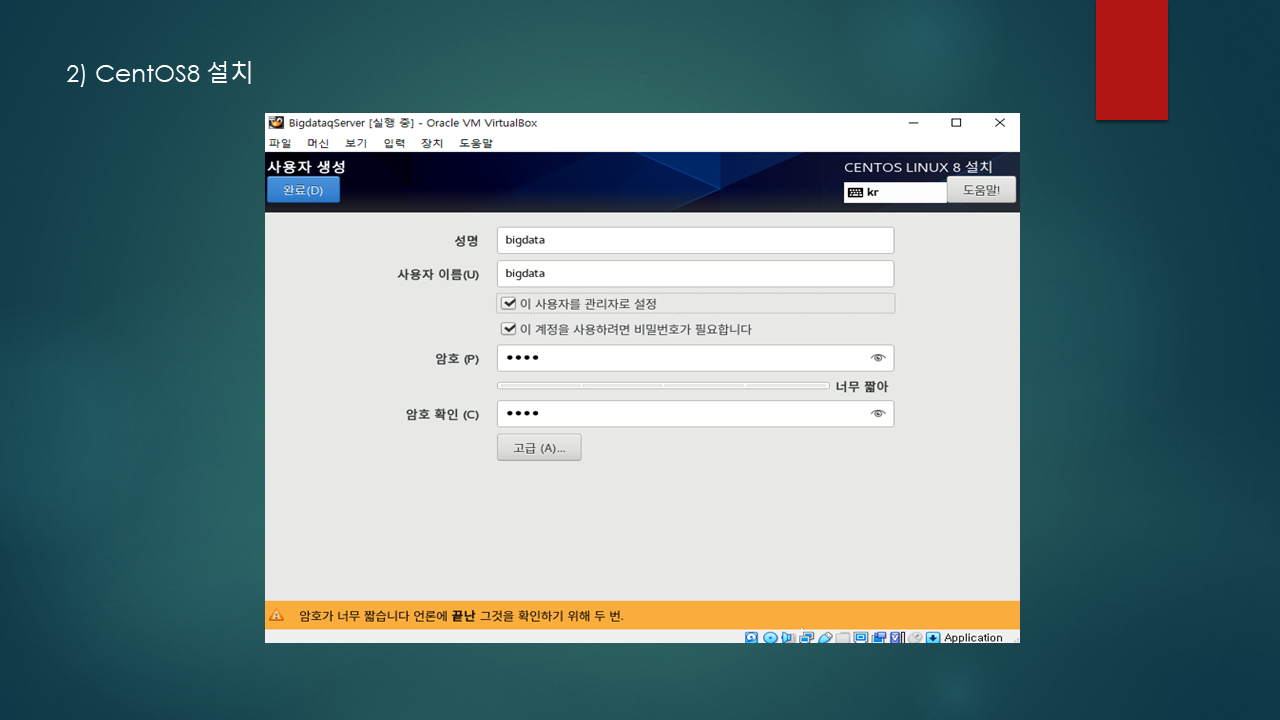 2) CentOS8 설치
BigdataqServer [실행 중] - Oracle VM VirtualBox
파일 머신 보기 입력 장치 도움말
사용자 생성
CENTOS LINUX 8 설치
완료(D)
kr
도움말!
성명 bigdata
사용자 이름(U) bigdata
이 사용자를 관리자로 설정
이 계정을 사용하려면 비밀번호가 필요합니다
암호 (P) ••••
너무 짧아
암호 확인 (C) ••••
고급 (A)...
암호가 너무 짧습니다 언론에 끝난 그것을 확인하기 위해 두 번.
Application